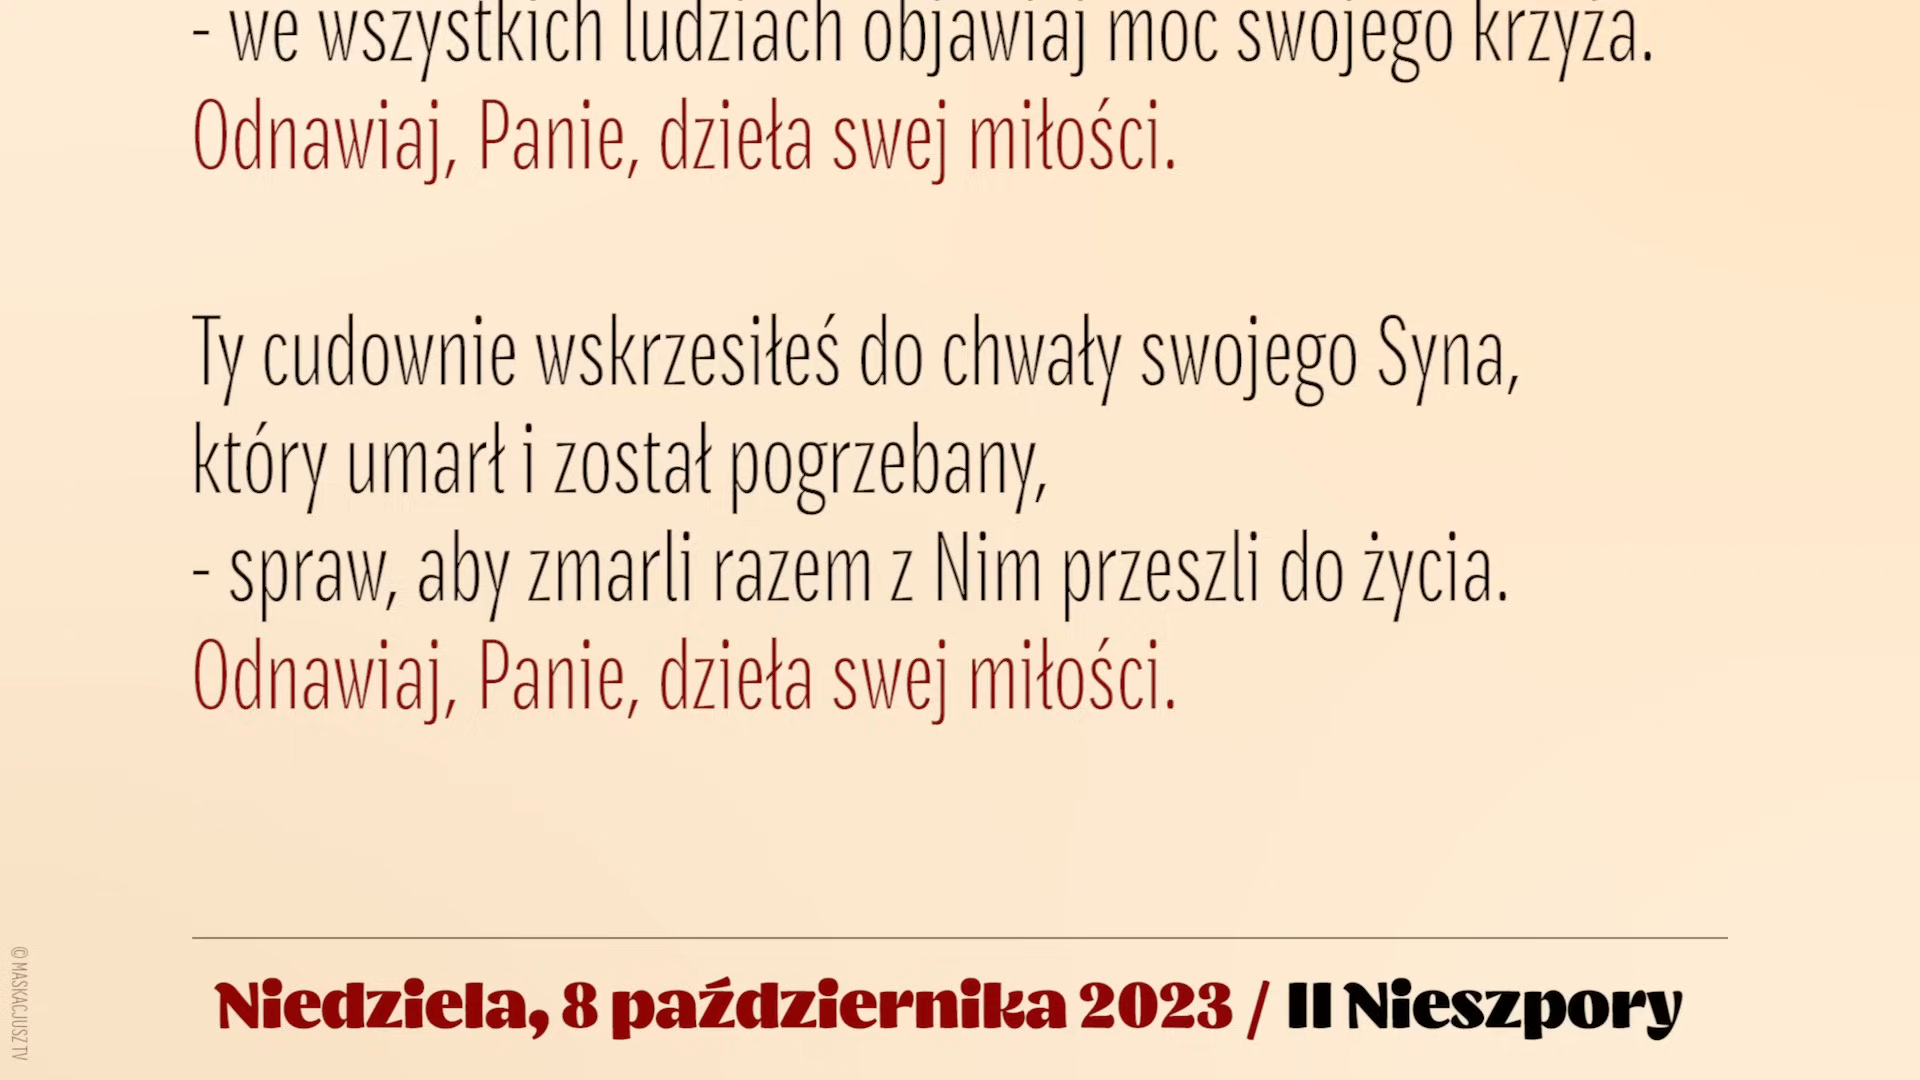 - we wszystkich ludziach objawiaj moc swojego krzyża.
Odnawiaj, Panie, dzieła swej miłości.
Ty cudownie wskrzesiłeś do chwały swojego Syna,
który umarł i został pogrzebany,
- spraw, aby zmarli razem z Nim przeszli do życia.
Odnawiaj, Panie, dzieła swej miłości.
Niedziela, 8 października 2023 / II Nieszpory
© MASKACJUSZ TV